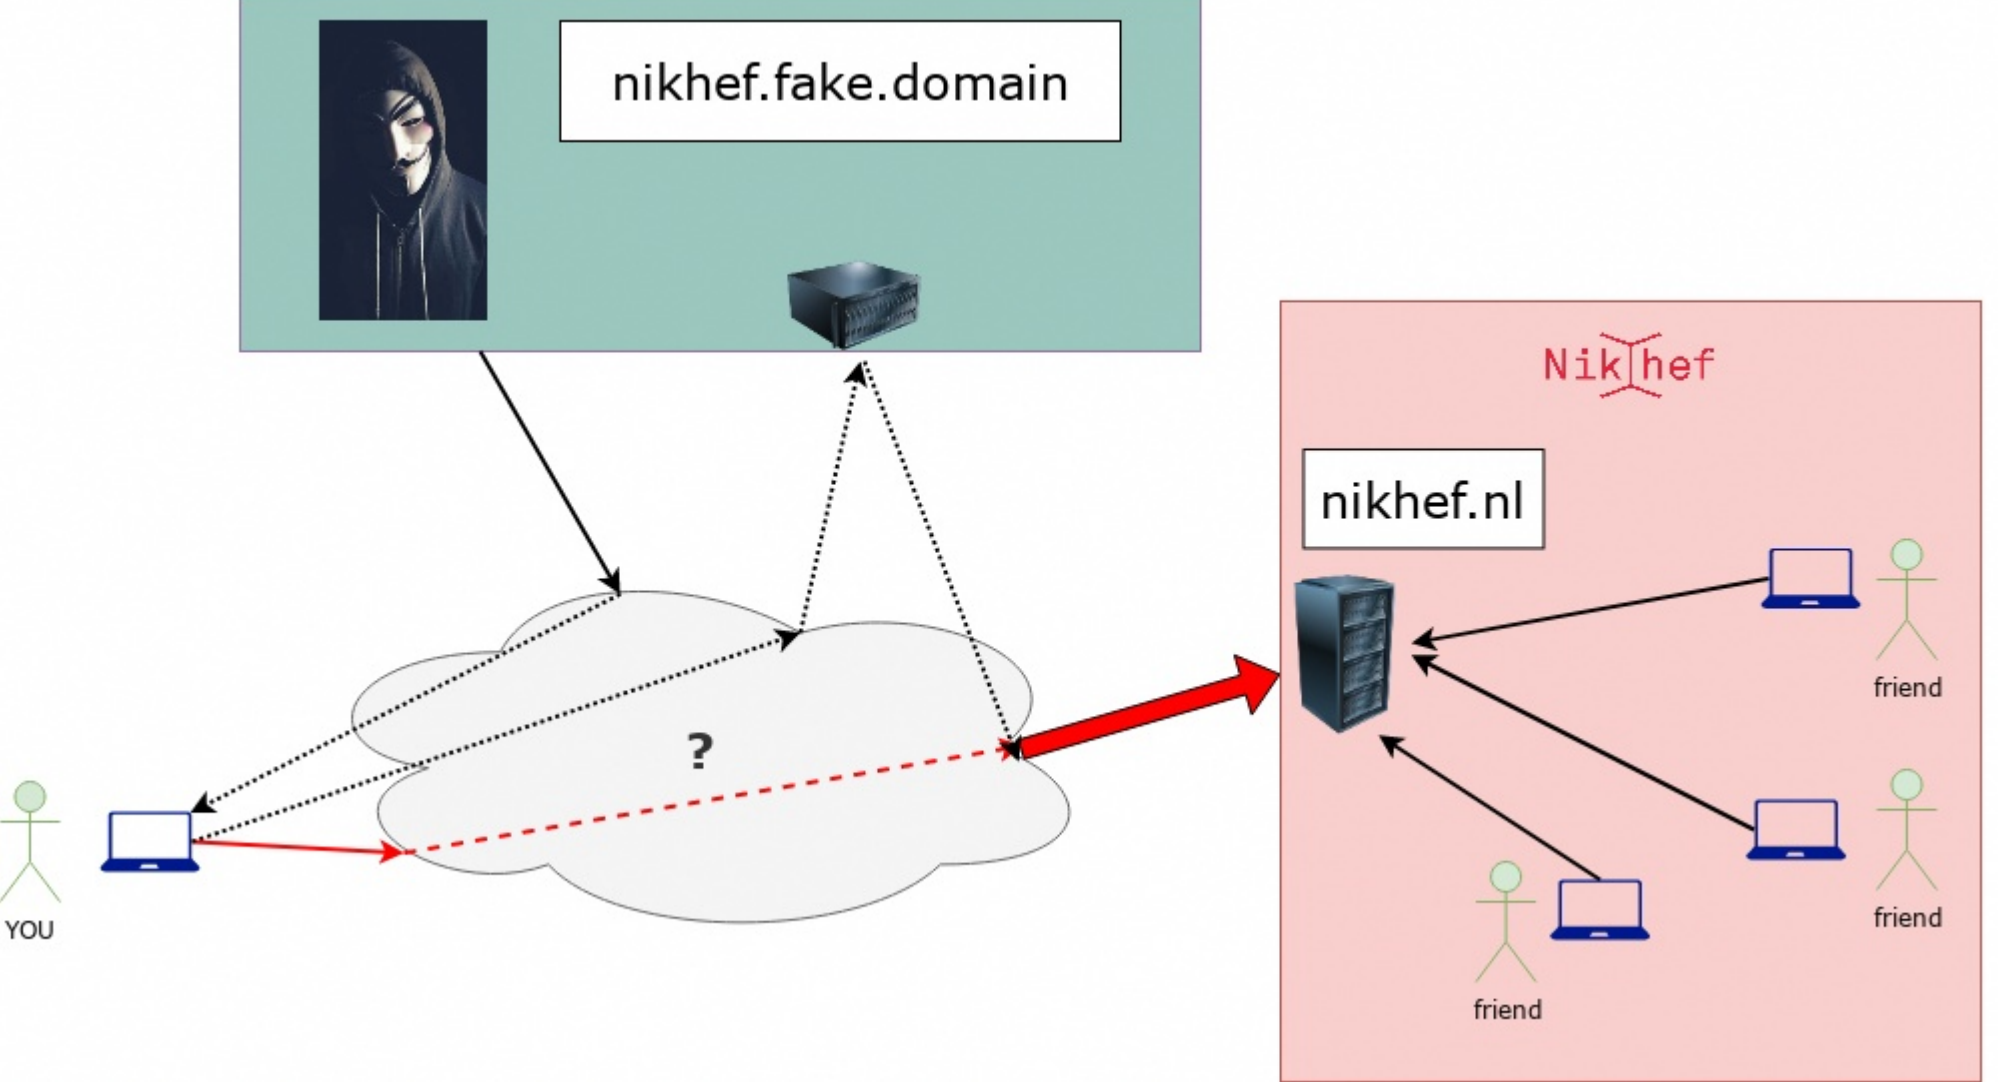 nikhef.fake.domain
Nikhef
nikhef.nl
?
friend
friend
friend
YOU